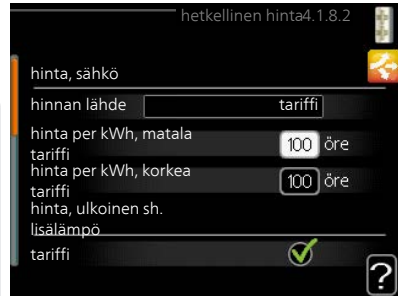 hetkellinen hinta4.1.8.2
hinta, sähkö
hinnan lähde tariffi
hinta per kWh, matala
tariffi 100 öre
hinta per kWh, korkea
tariffi 100 öre
hinta, ulkoinen sh.
lisälämpö
tariffi
?